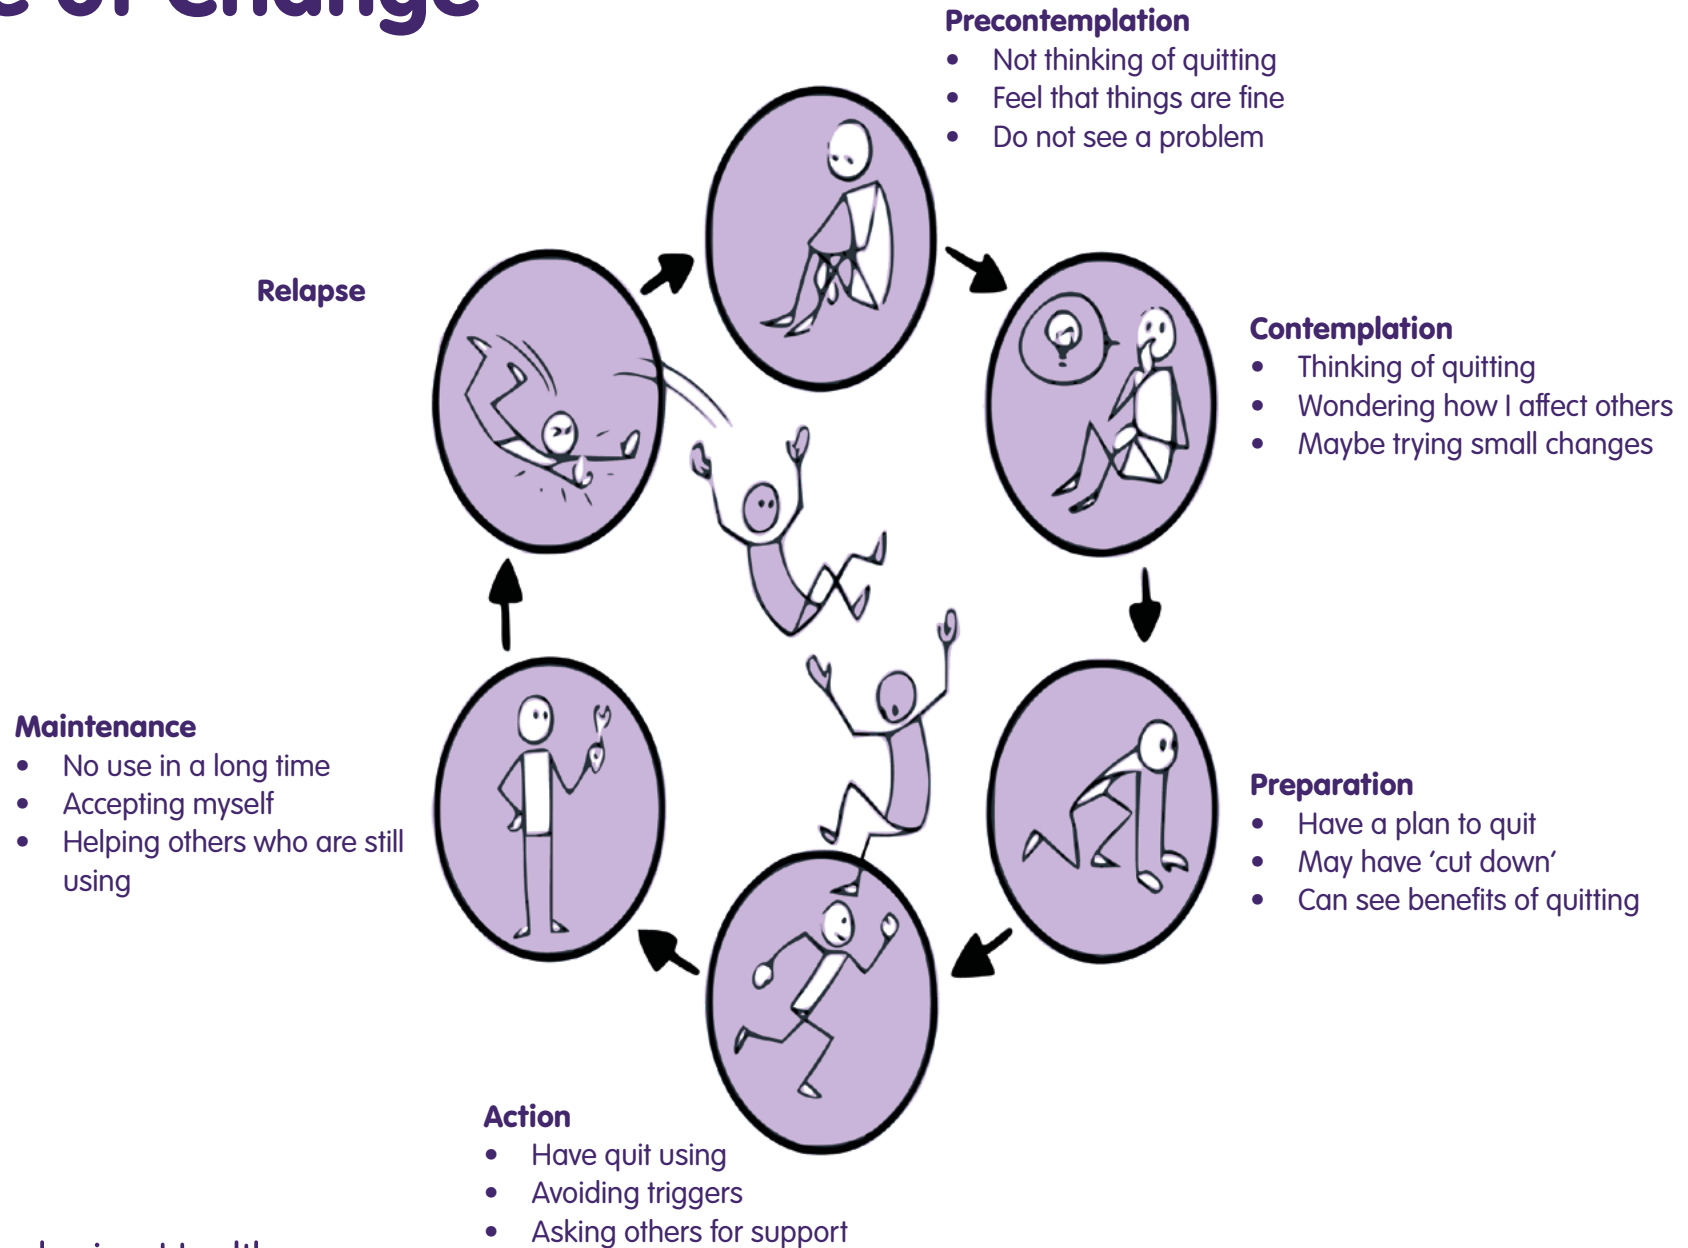 of Change
Precontemplation
• Not thinking of quitting
• Feel that things are fine
• Do not see a problem
Relapse
Contemplation
• Thinking of quitting
• Wondering how I affect others
• Maybe trying small changes
Maintenance
• No use in a long time
• Accepting myself
• Helping others who are still
using
Preparation
• Have a plan to quit
• May have ‘cut down’
• Can see benefits of quitting
Action
• Have quit using
• Avoiding triggers
• Asking others for support